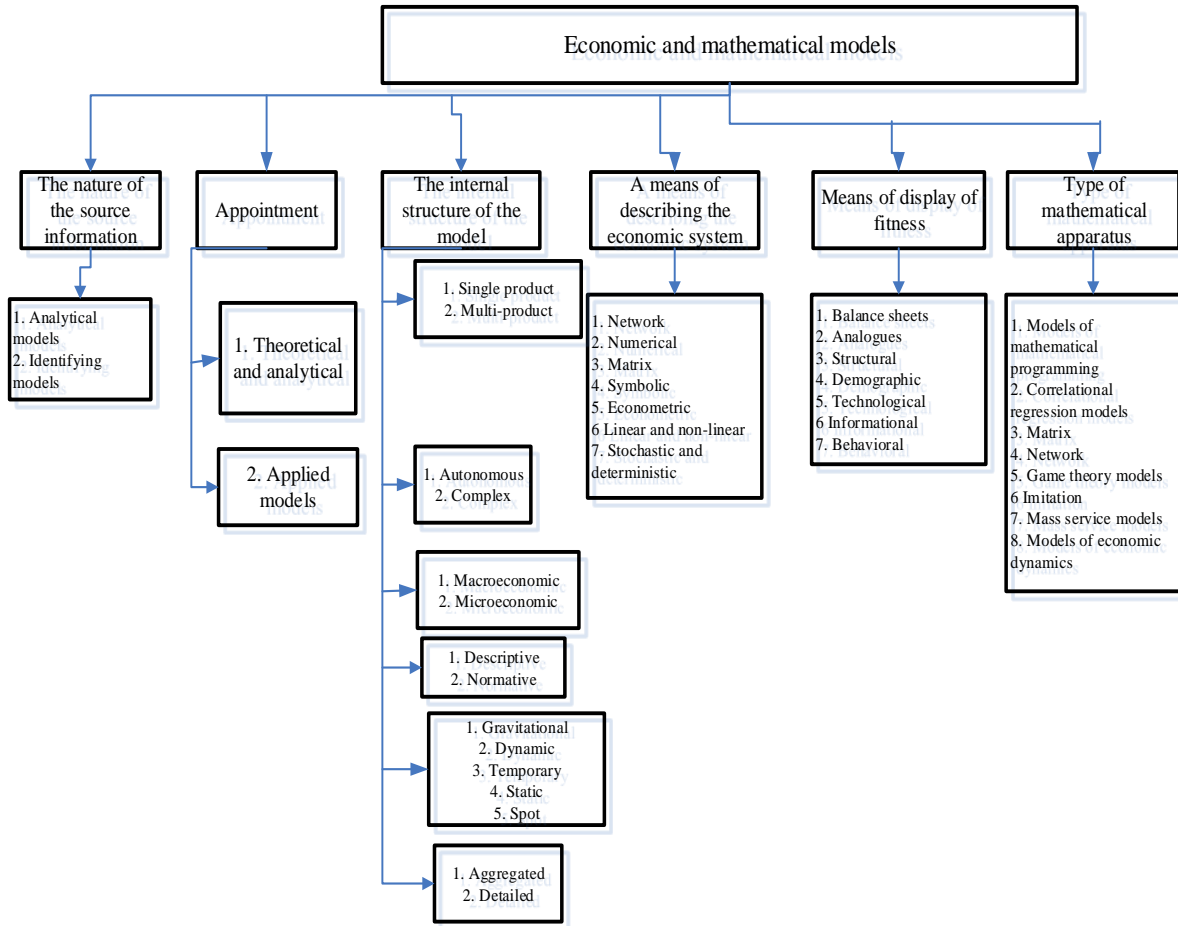 Economic and mathematical models
The nature of
the source
information
Appointment
The internal
structure of the
model
A means of
describing the
economic system
Means of display of
fitness
Type of
mathematical
apparatus
1. Analytical
models
2. Identifying
models
1. Theoretical
and analytical
2. Applied
models
1. Single product
2. Multi-product
1. Autonomous
2. Complex
1. Macroeconomic
2. Microeconomic
1. Descriptive
2. Normative
1. Gravitational
2. Dynamic
3. Temporary
4. Static
5. Spot
1. Aggregated
2. Detailed
1. Network
2. Numerical
3. Matrix
4. Symbolic
5. Econometric
6 Linear and non-linear
7. Stochastic and
deterministic
1. Balance sheets
2. Analogues
3. Structural
4. Demographic
5. Technological
6 Informational
7. Behavioral
1. Models of
mathematical
programming
2. Correlational
regression models
3. Matrix
4. Network
5. Game theory models
6 Imitation
7. Mass service models
8. Models of economic
dynamics